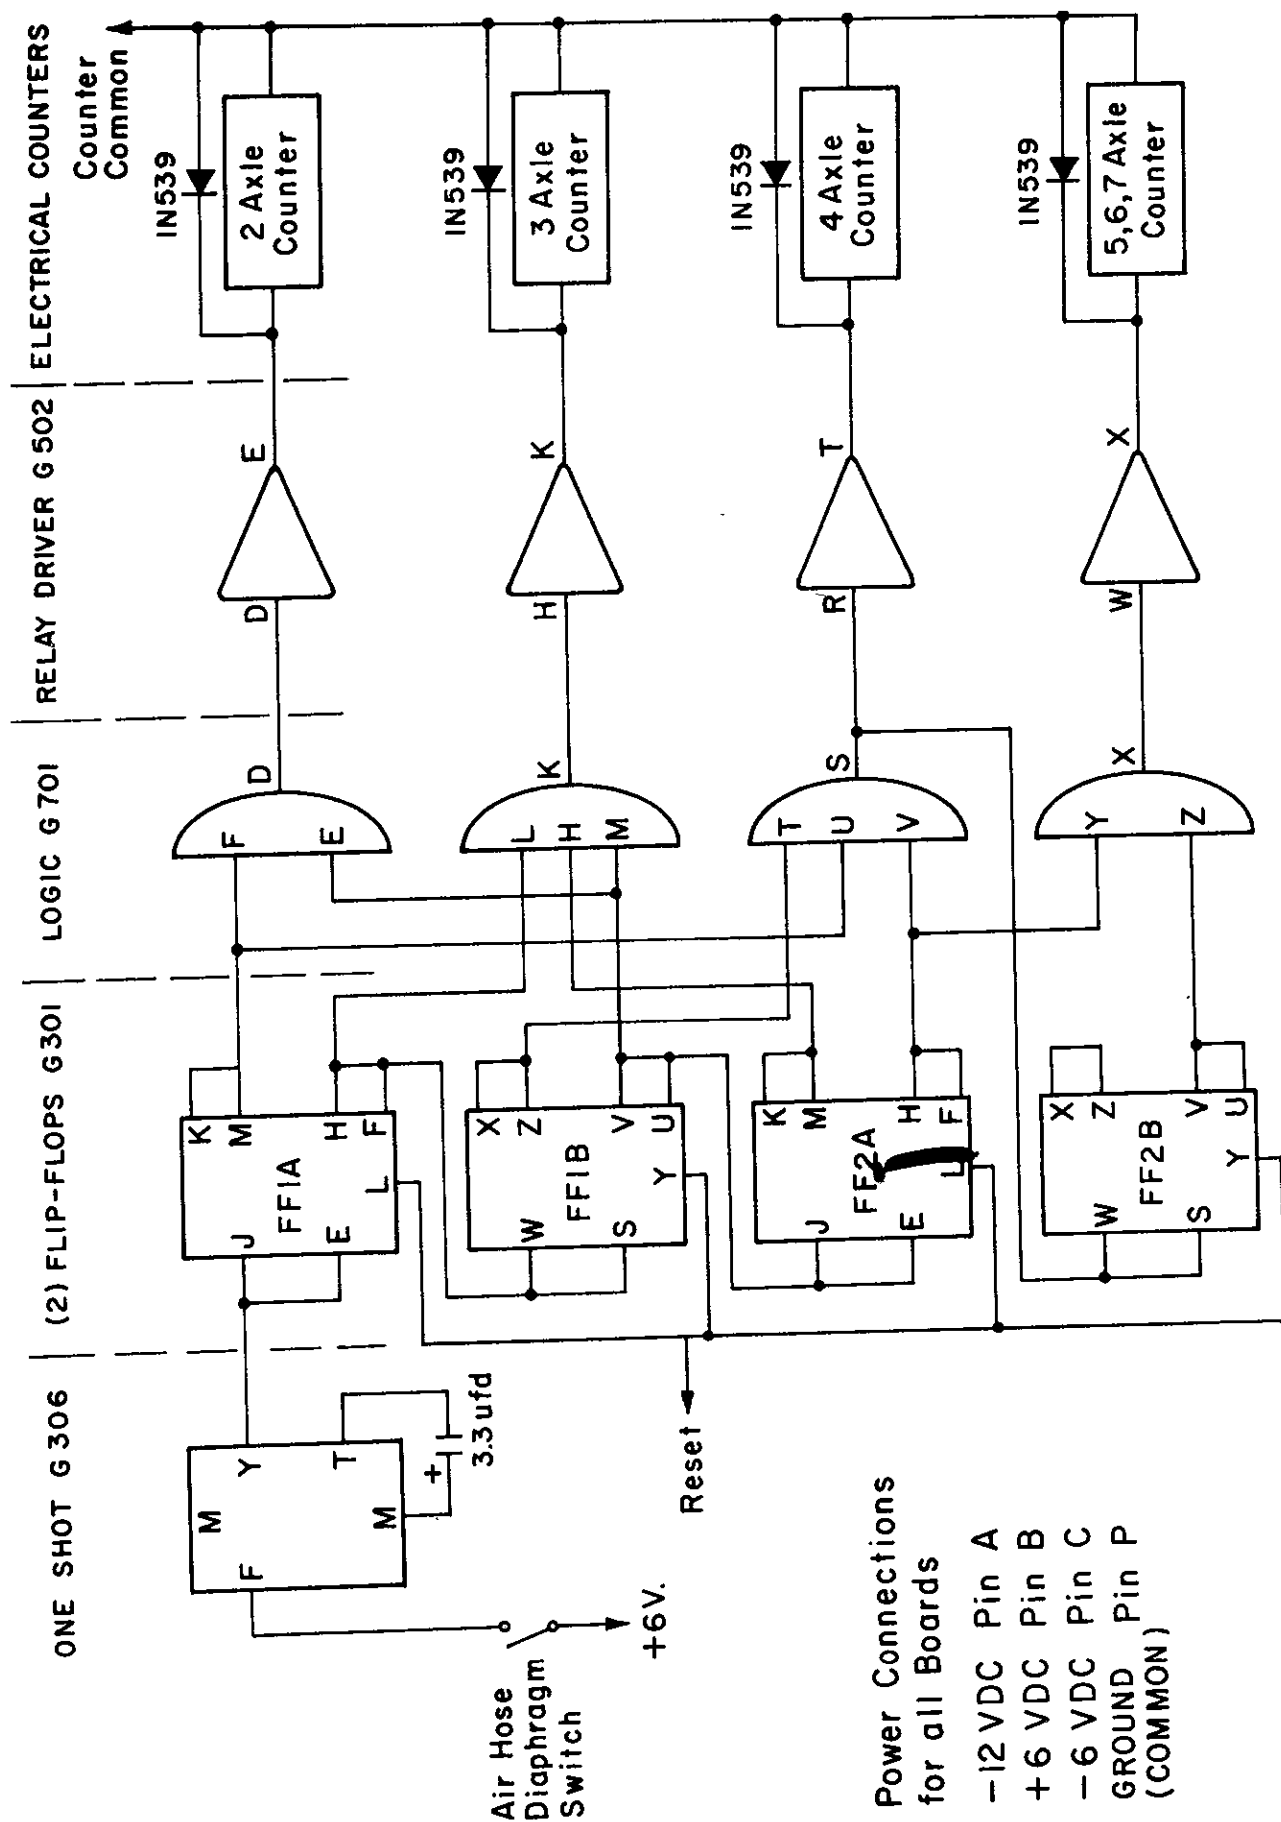 ONE SHOT G306
(2) FLIP-FLOPS G301
LOGIC G701
RELAY DRIVER G502
ELECTRICAL COUNTERS
Counter
Common
M
F
Y
T
M
+
3.3ufd
Air Hose
Diaphragm
Switch
+6V.
Reset
J
E
FF1A
K
M
H
F
L
W
S
FF1B
X
Z
V
U
Y
J
E
FF2A
K
M
H
F
L
W
S
FF2B
X
Z
V
U
Y
F
E
D
D
E
IN539
2 Axle
Counter
L
H
M
K
H
K
IN539
3 Axle
Counter
T
U
V
S
R
T
IN539
4 Axle
Counter
Y
Z
X
W
X
IN539
5,6,7 Axle
Counter
Power Connections
for all Boards
-12 VDC Pin A
+6 VDC Pin B
-6 VDC Pin C
GROUND Pin P
(COMMON)